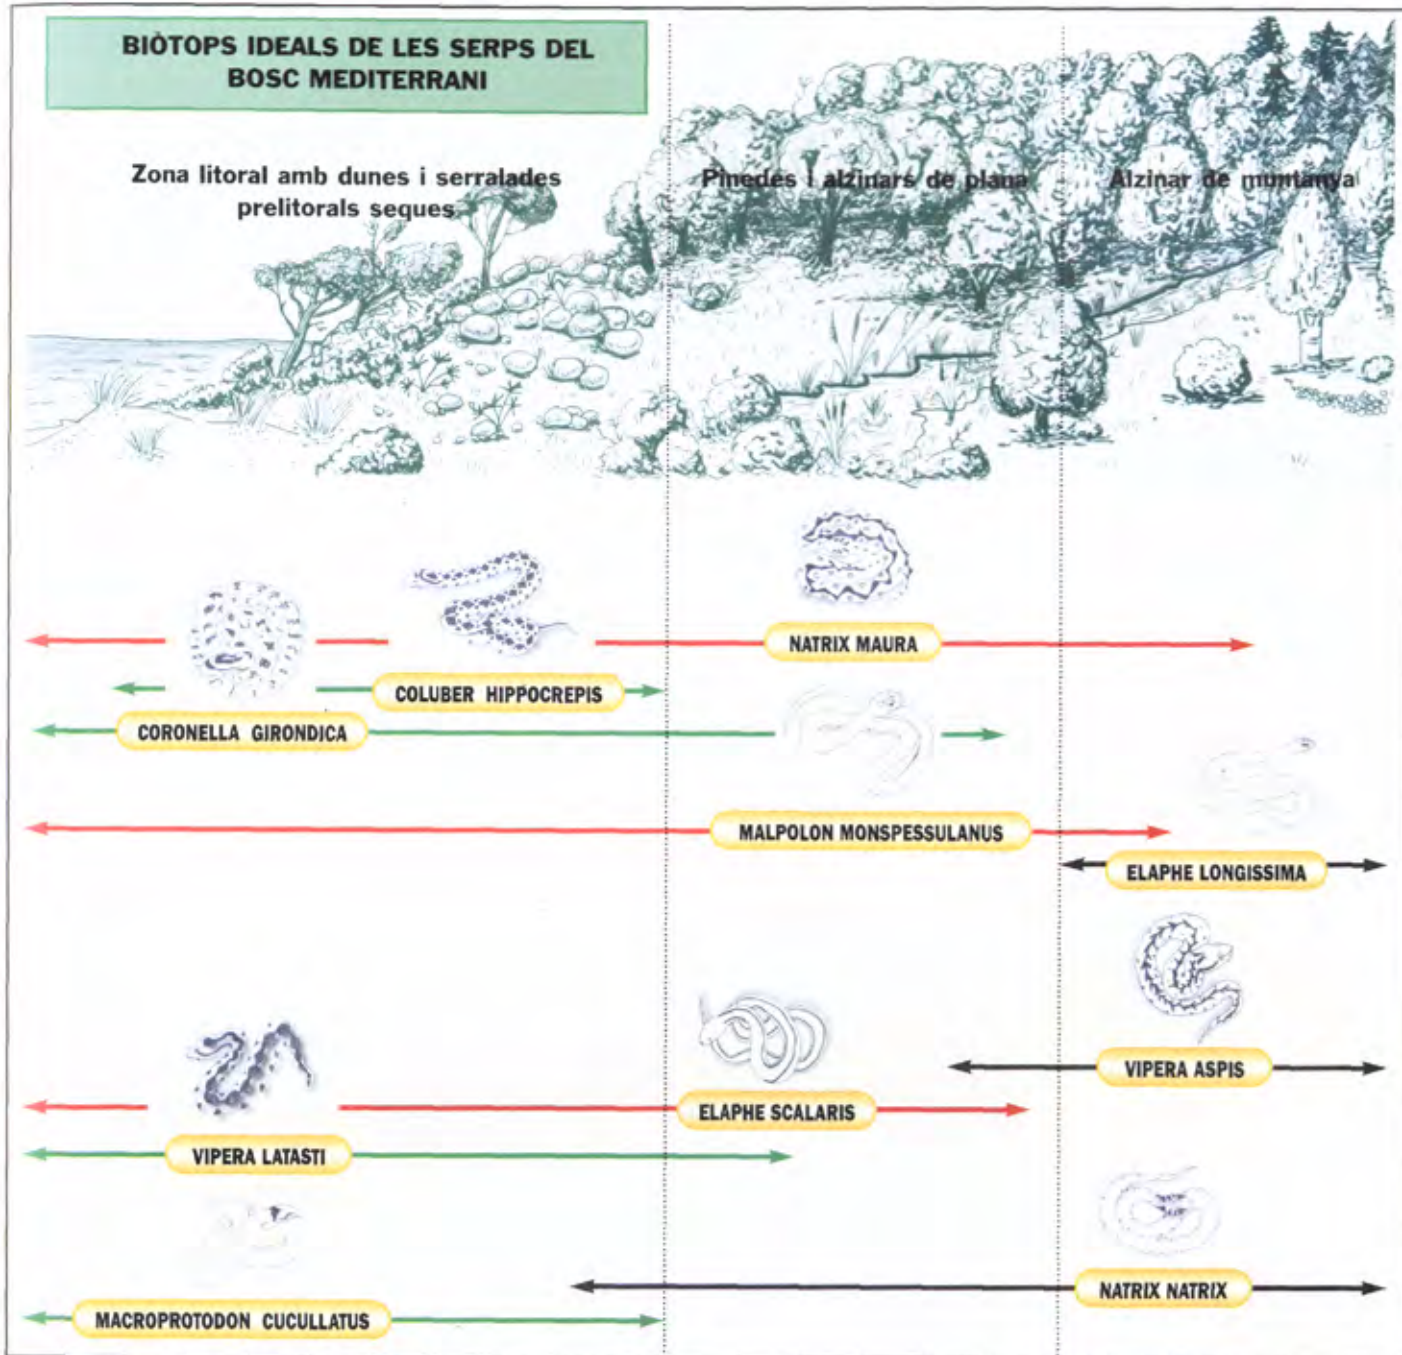 BIÒTOPS IDEALS DE LES SERPS DEL
BOSC MEDITERRANI
Zona litoral amb dunes i serralades
prelitorals seques
Pinedes i alzinars de plana
Alzinar de muntanya
NATRIX MAURA
COLUBER HIPPOCREPIS
CORONELLA GIRONDICA
MALPOLON MONSPESSULANUS
ELAPHE LONGISSIMA
VIPERA ASPIS
ELAPHE SCALARIS
VIPERA LATASTI
NATRIX NATRIX
MACROPROTODON CUCULLATUS